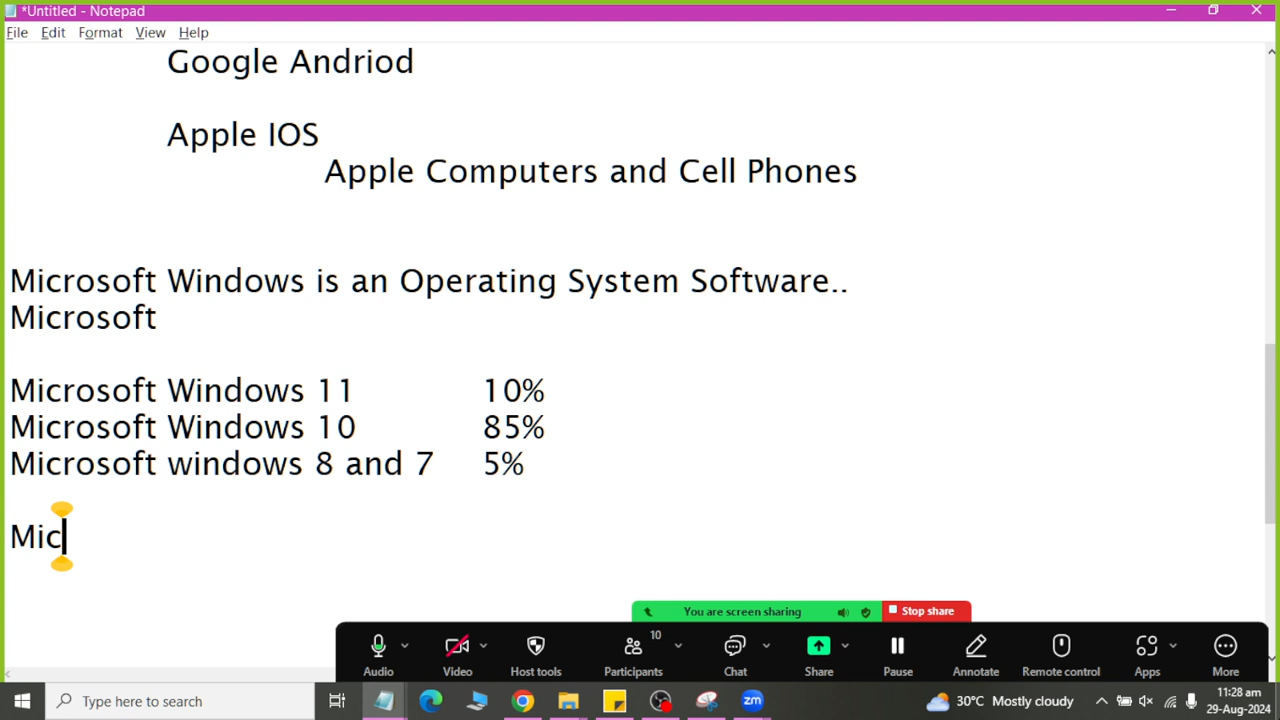 *Untitled - Notepad
File Edit Format View Help
Google Andriod
Apple IOS
Apple Computers and Cell Phones
Microsoft Windows is an Operating System Software..
Microsoft
Microsoft Windows 11 10%
Microsoft Windows 10 85%
Microsoft windows 8 and 7 5%
Mic
You are screen sharing Stop share
10
Audio Video Host tools Participants Chat Share Pause Annotate Remote control Apps More
Type here to search
zm
30°C Mostly cloudy
11:28 am
29-Aug-2024